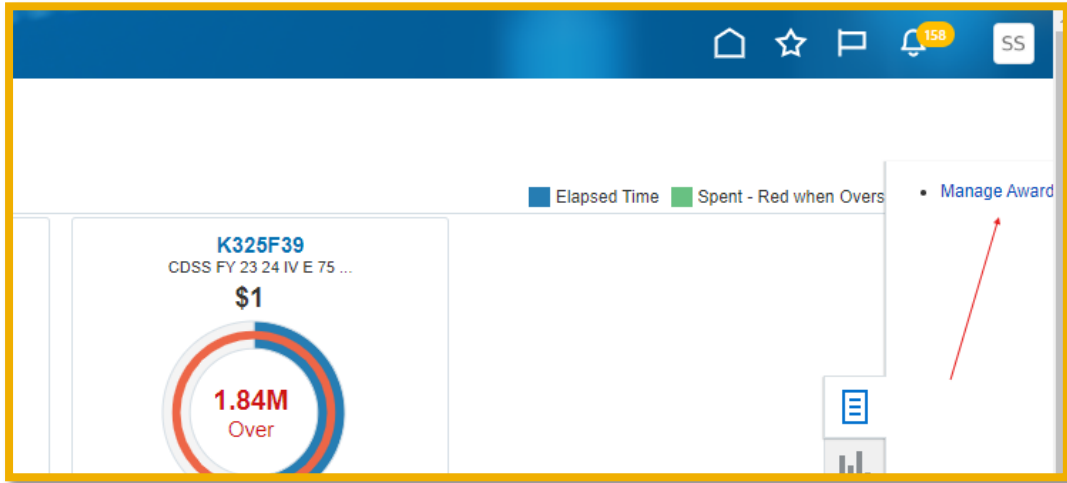 158
SS
Elapsed Time
Spent - Red when Overs
Manage Award
K325F39
CDSS FY 23 24 IV E 75 ...
$1
1.84M
Over